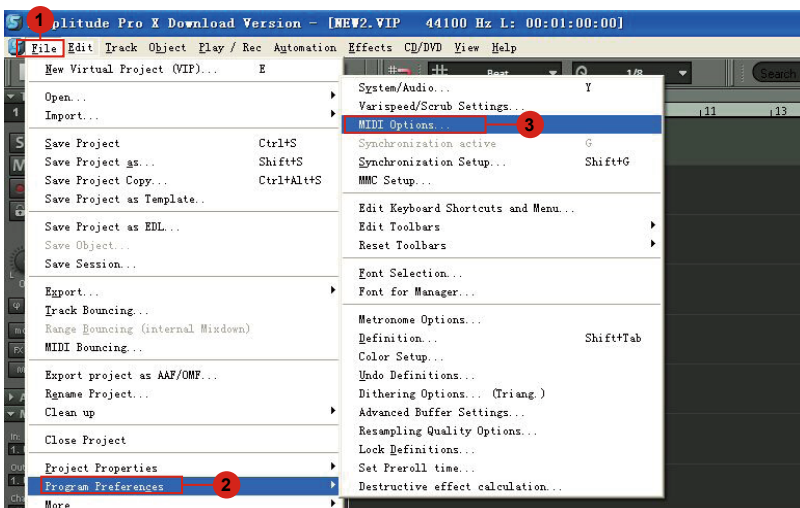 plitude Pro X Download Version - [NEW2.VIP 44100 Hz L: 00:01:00:00]
1
File Edit Track Object Play / Rec Automation Effects CD/DVD View Help
New Virtual Project (VIP)... E
Open...
Import...
Save Project Ctrl+S
Save Project as... Shift+S
Save Project Copy... Ctrl+Alt+S
Save Project as Template..
Save Project as EDL...
Save Object...
Save Session...
Export...
Track Bouncing...
Range Bouncing (internal Mixdown)
MIDI Bouncing...
Export project as AAF/OMF...
Rename Project...
Clean up
Close Project
Project Properties
Program Preferences 2
More
System/Audio... Y
Varispeed/Scrub Settings...
MIDI Options... 3
Synchronization active G
Synchronization Setup... Shift+G
MMC Setup...
Edit Keyboard Shortcuts and Menu...
Edit Toolbars
Reset Toolbars
Font Selection...
Font for Manager...
Metronome Options...
Definition... Shift+Tab
Color Setup...
Undo Definitions...
Dithering Options... (Triang.)
Advanced Buffer Settings...
Resampling Quality Options...
Lock Definitions...
Set Preroll time...
Destructive effect calculation...
Beat 1/8 Search
11 13
1
S
M
L
In:
1.
Out
1.
Cha